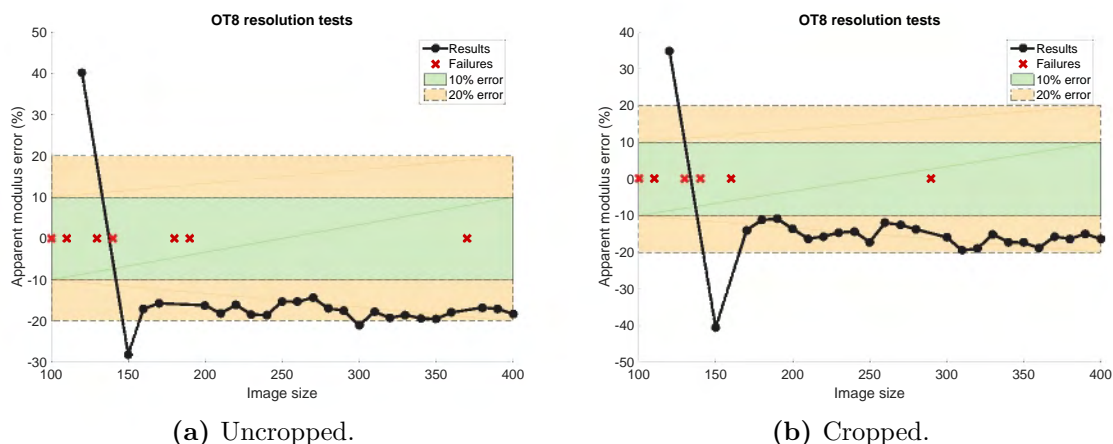 OT8 resolution tests
50
40
30
20
10
0
-10
-20
-30
100
150
200
250
300
350
400
Apparent modulus error (%)
Image size
Results
Failures
10% error
20% error
(a) Uncropped.
OT8 resolution tests
40
30
20
10
0
-10
-20
-30
-40
-50
100
150
200
250
300
350
400
Apparent modulus error (%)
Image size
Results
Failures
10% error
20% error
(b) Cropped.